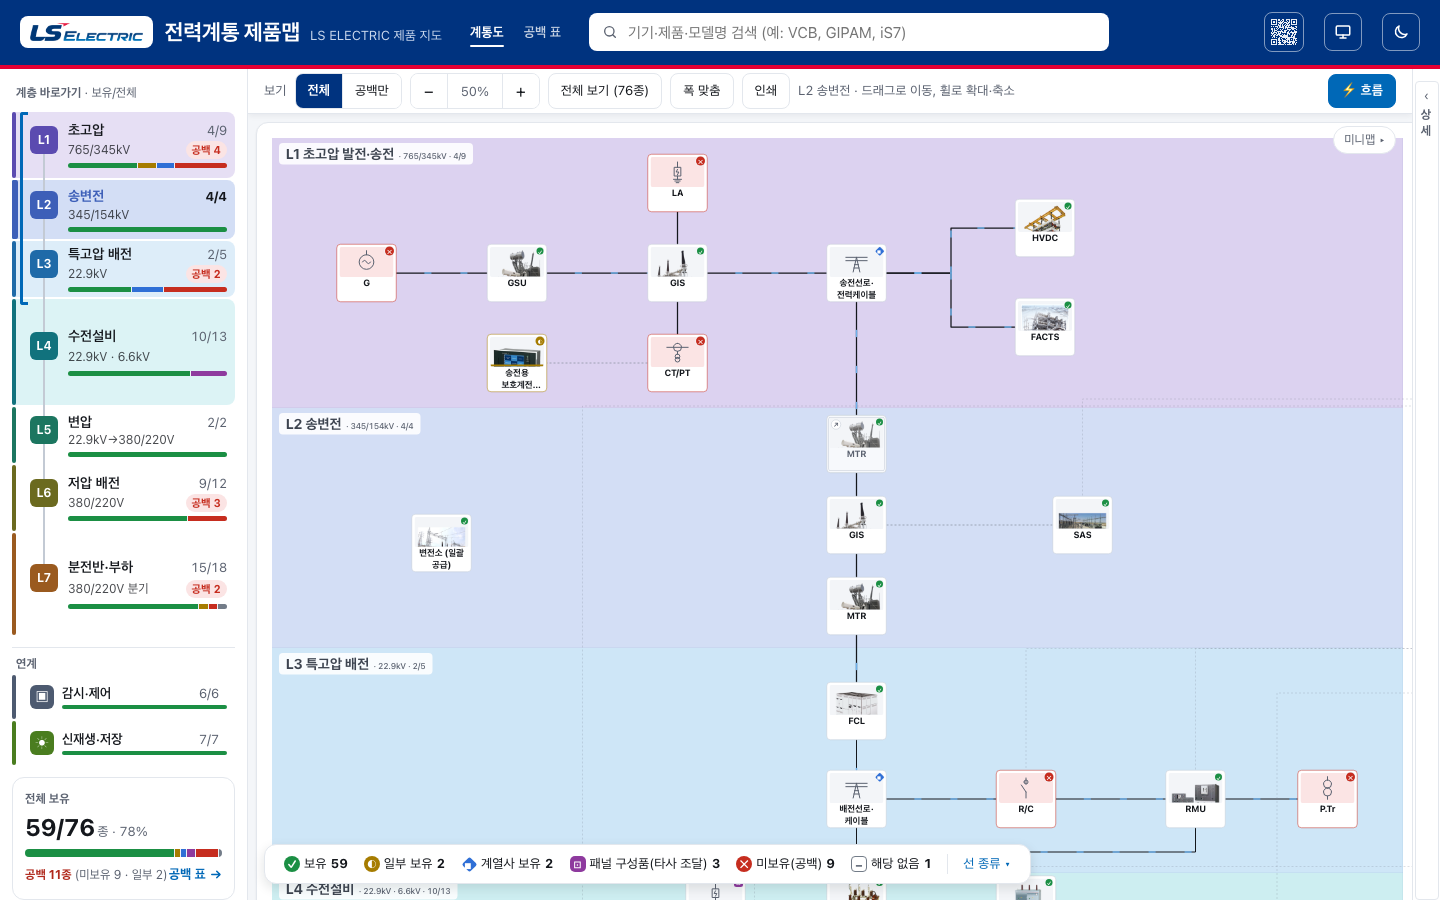 LS ELECTRIC
전력계통 제품맵
LS ELECTRIC 제품 지도
계통도
공백 표
기기·제품·모델명 검색 (예: VCB, GIPAM, iS7)
계층 바로가기 · 보유/전체
L1
초고압
4/9
765/345kV
공백 4
L2
송변전
4/4
345/154kV
L3
특고압 배전
2/5
22.9kV
공백 2
L4
수전설비
10/13
22.9kV · 6.6kV
L5
변압
2/2
22.9kV→380/220V
L6
저압 배전
9/12
380/220V
공백 3
L7
분전반·부하
15/18
380/220V 분기
공백 2
연계
감시·제어
6/6
신재생·저장
7/7
전체 보유
59/76 종 · 78%
공백 11종 (미보유 9 · 일부 2) 공백 표 →
보기
전체
공백만
−
50%
+
전체 보기 (76종)
폭 맞춤
인쇄
L2 송변전 · 드래그로 이동, 휠로 확대·축소
⚡ 흐름
‹
상
세
미니맵 ▸
L1 초고압 발전·송전 · 765/345kV · 4/9
LA
HVDC
G
GSU
GIS
송전선로·
전력케이블
FACTS
송전용
보호계전…
CT/PT
L2 송변전 · 345/154kV · 4/4
MTR
GIS
SAS
변전소 (일괄
공급)
MTR
L3 특고압 배전 · 22.9kV · 2/5
FCL
배전선로·
케이블
R/C
RMU
P.Tr
보유 59
일부 보유 2
계열사 보유 2
패널 구성품(타사 조달) 3
미보유(공백) 9
해당 없음 1
선 종류 ▾
L4 수전설비 · 22.9kV · 6.6kV · 10/13